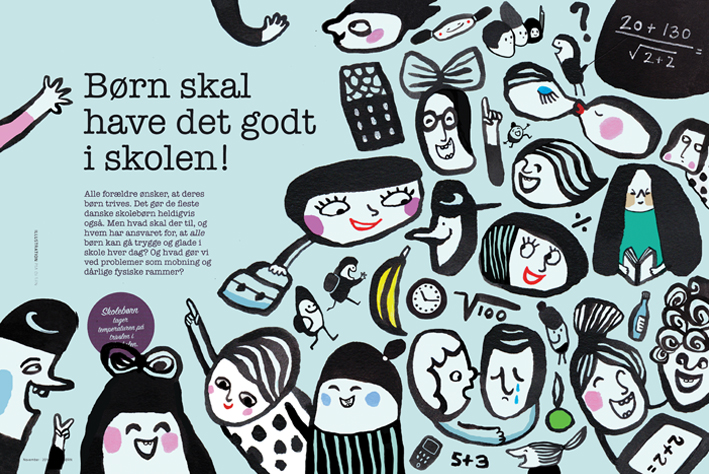 Børn skal
have det godt
i skolen!
Alle forældre ønsker, at deres
børn trives. Det gør de fleste
danske skolebørn heldigvis
også. Men hvad skal der til, og
hvem har ansvaret for, at alle
børn kan gå trygge og glade i
skole hver dag? Og hvad gør vi
ved problemer som mobning og
dårlige fysiske rammer?
Skolebørn
tager
temperaturen på
trivslen i
?
20 + 130
√2+2
=
÷
√100
5+3
2+2